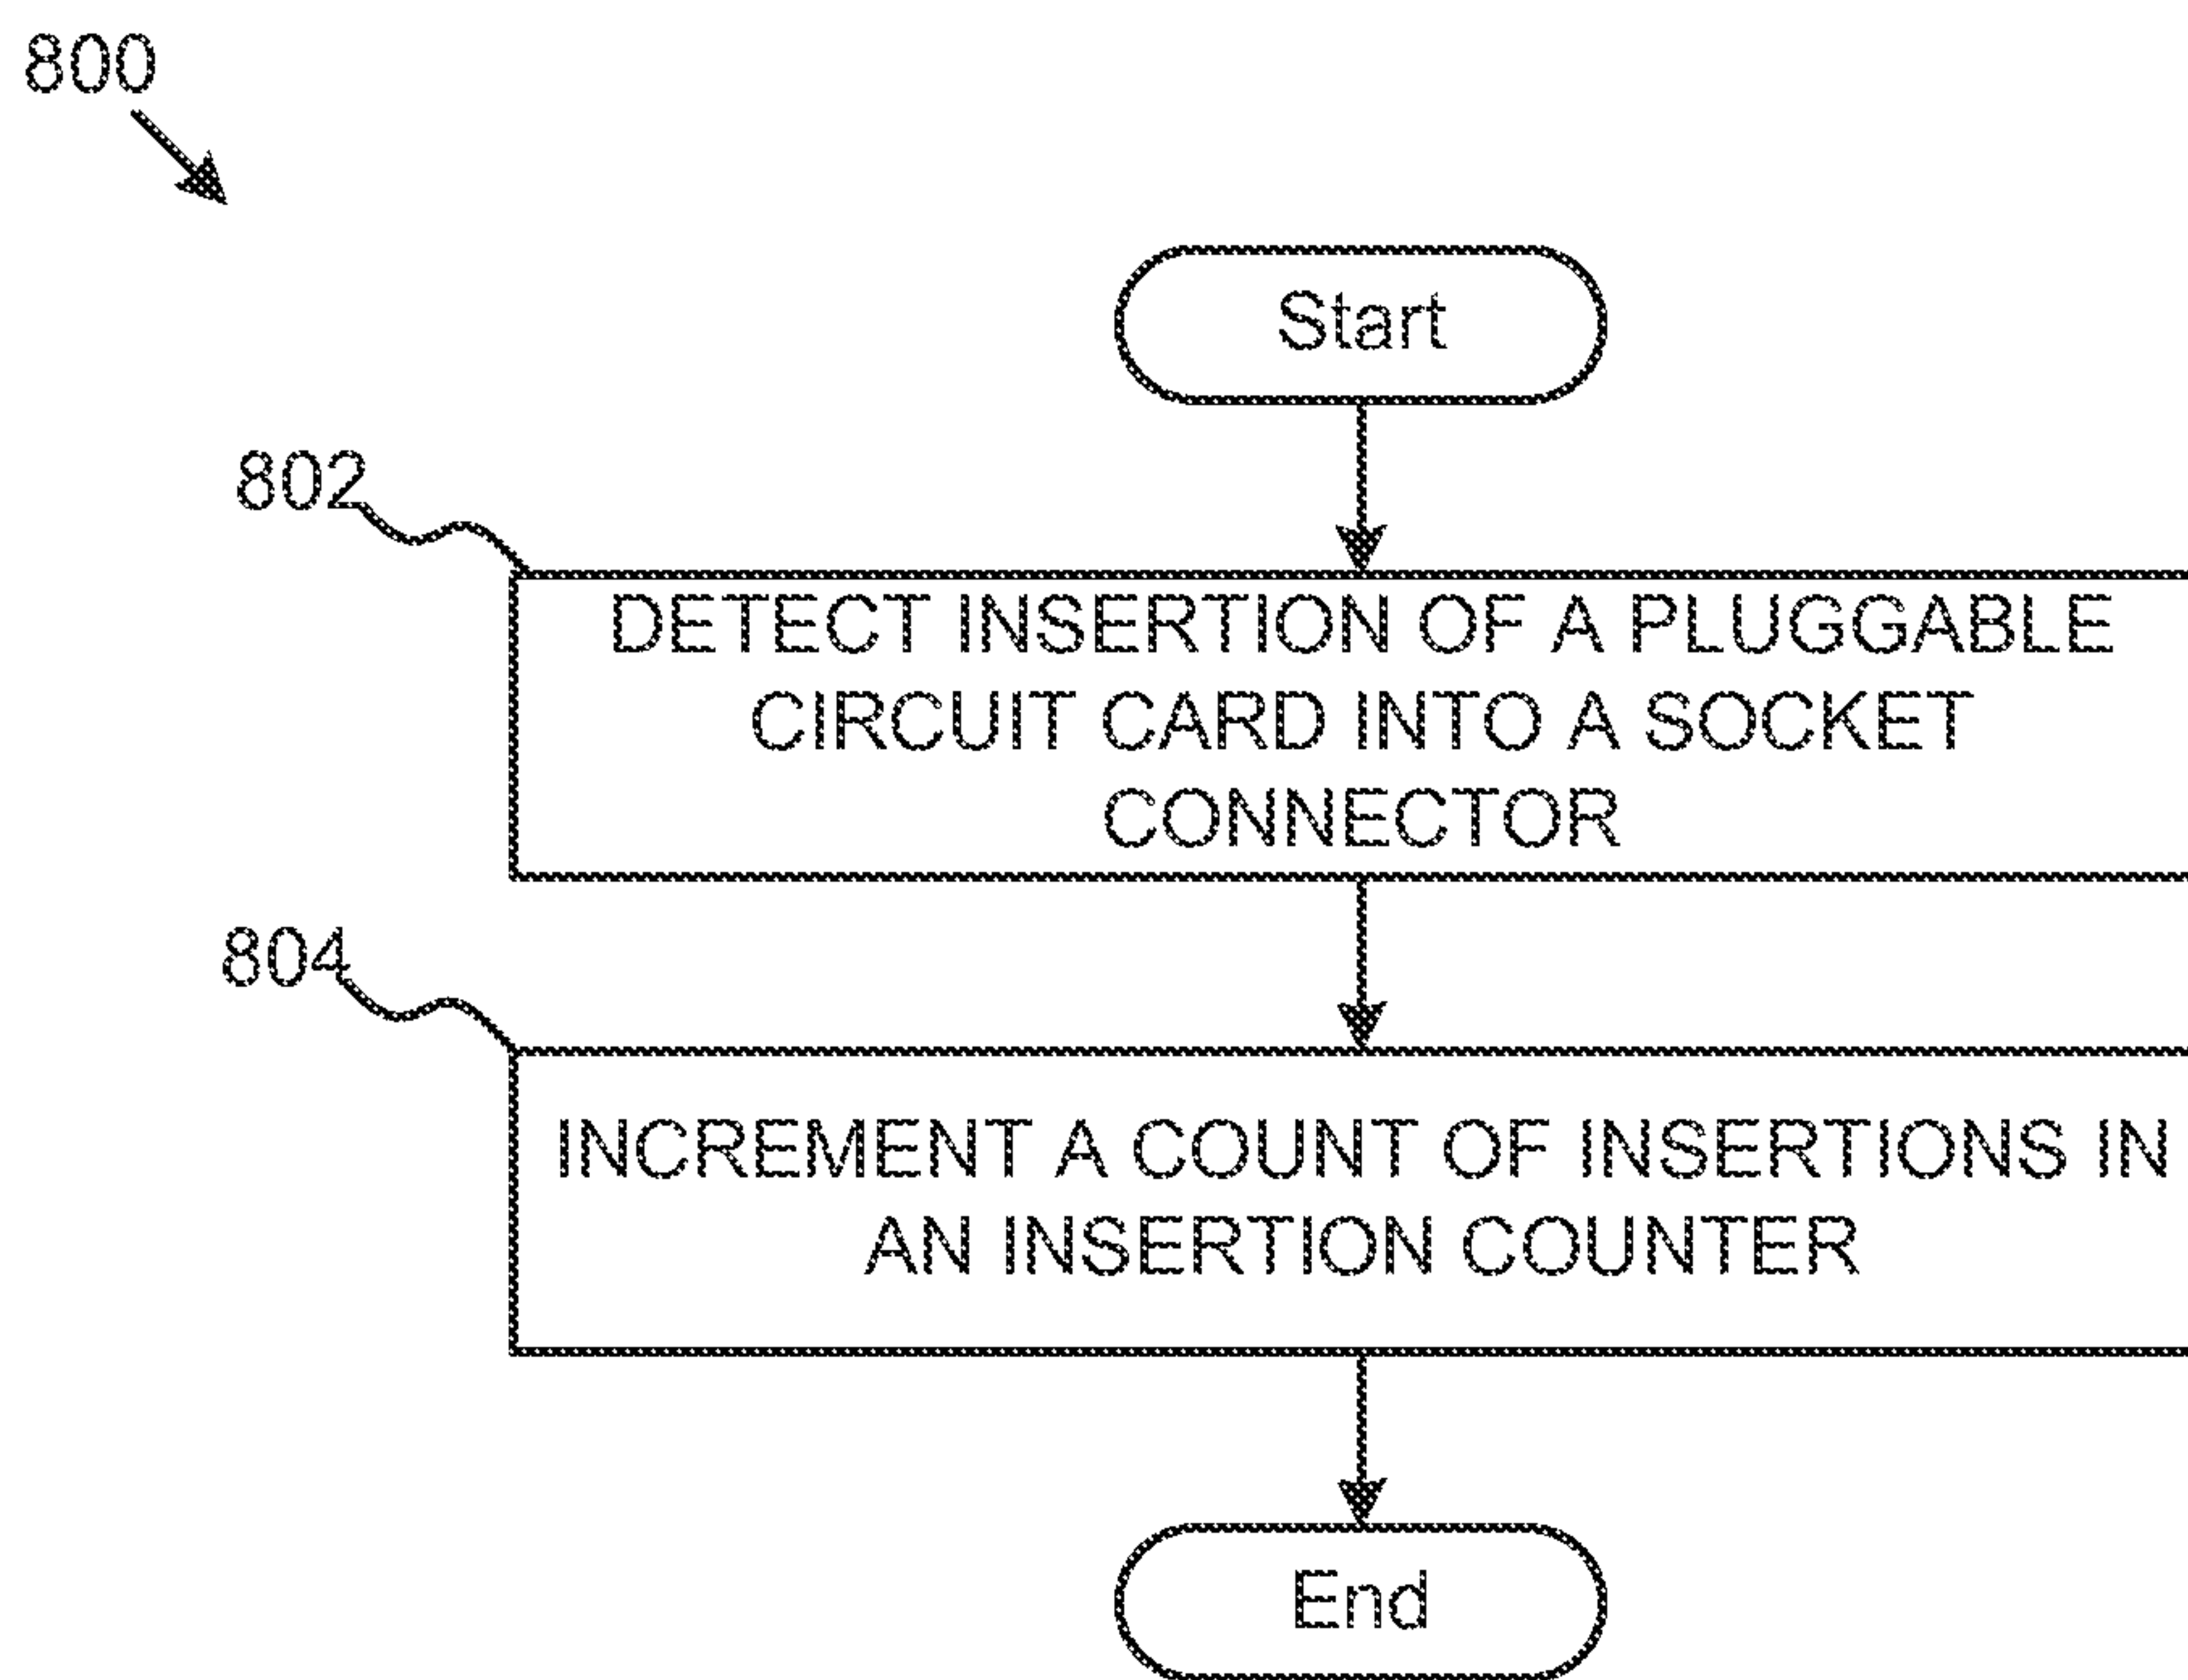 800
Start
802
DETECT INSERTION OF A PLUGGABLE
CIRCUIT CARD INTO A SOCKET
CONNECTOR
804
INCREMENT A COUNT OF INSERTIONS IN
AN INSERTION COUNTER
End